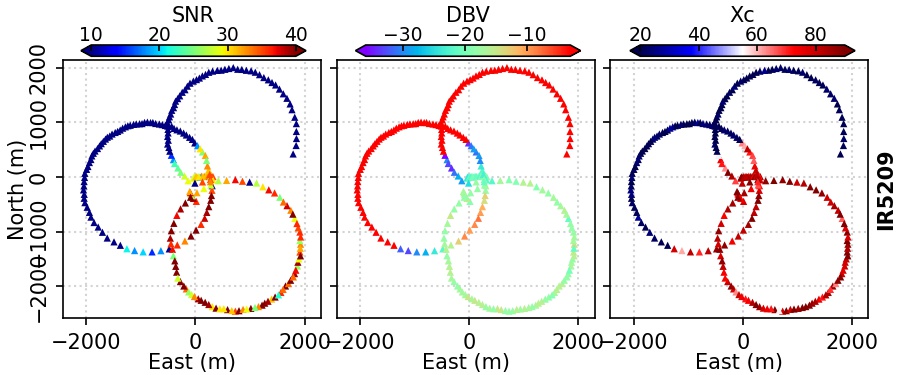 SNR DBV Xc
10 20 30 40 −30 −20 −10 20 40 60 80
2000
1000
0
−1000
−2000
North (m)
IR5209
−2000 0 2000 −2000 0 2000 −2000 0 2000
East (m) East (m) East (m)